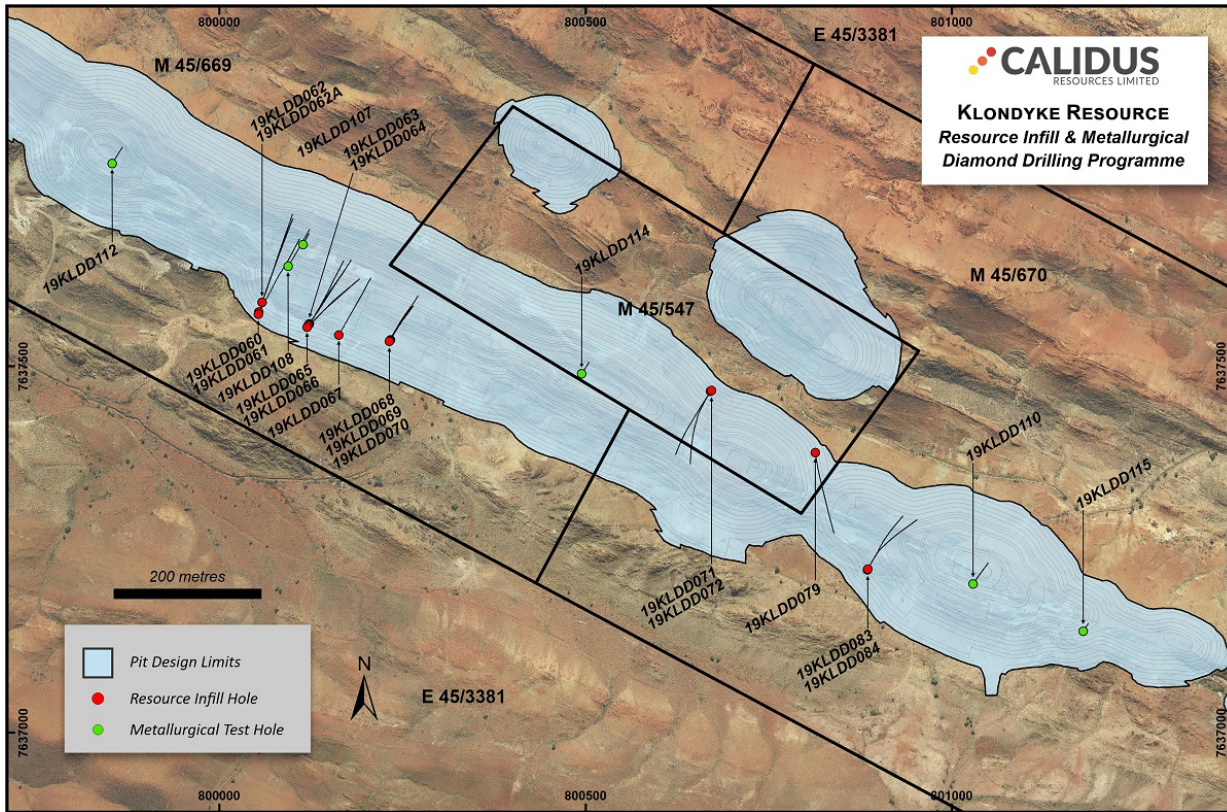 800000
800500
801000
E 45/3381
M 45/669
CALIDUS
RESOURCES LIMITED
KLONDYKE RESOURCE
Resource Infill & Metallurgical
Diamond Drilling Programme
19KLDD062
19KLDD062A
19KLDD107
19KLDD063
19KLDD064
19KLDD112
19KLDD114
M 45/670
M 45/547
7637500
7637500
19KLDD060
19KLDD061
19KLDD108
19KLDD065
19KLDD066
19KLDD067
19KLDD068
19KLDD069
19KLDD070
19KLDD110
19KLDD115
19KLDD071
19KLDD072
19KLDD079
19KLDD083
19KLDD084
200 metres
Pit Design Limits
Resource Infill Hole
Metallurgical Test Hole
N
E 45/3381
7637000
7637000
800000
800500
801000